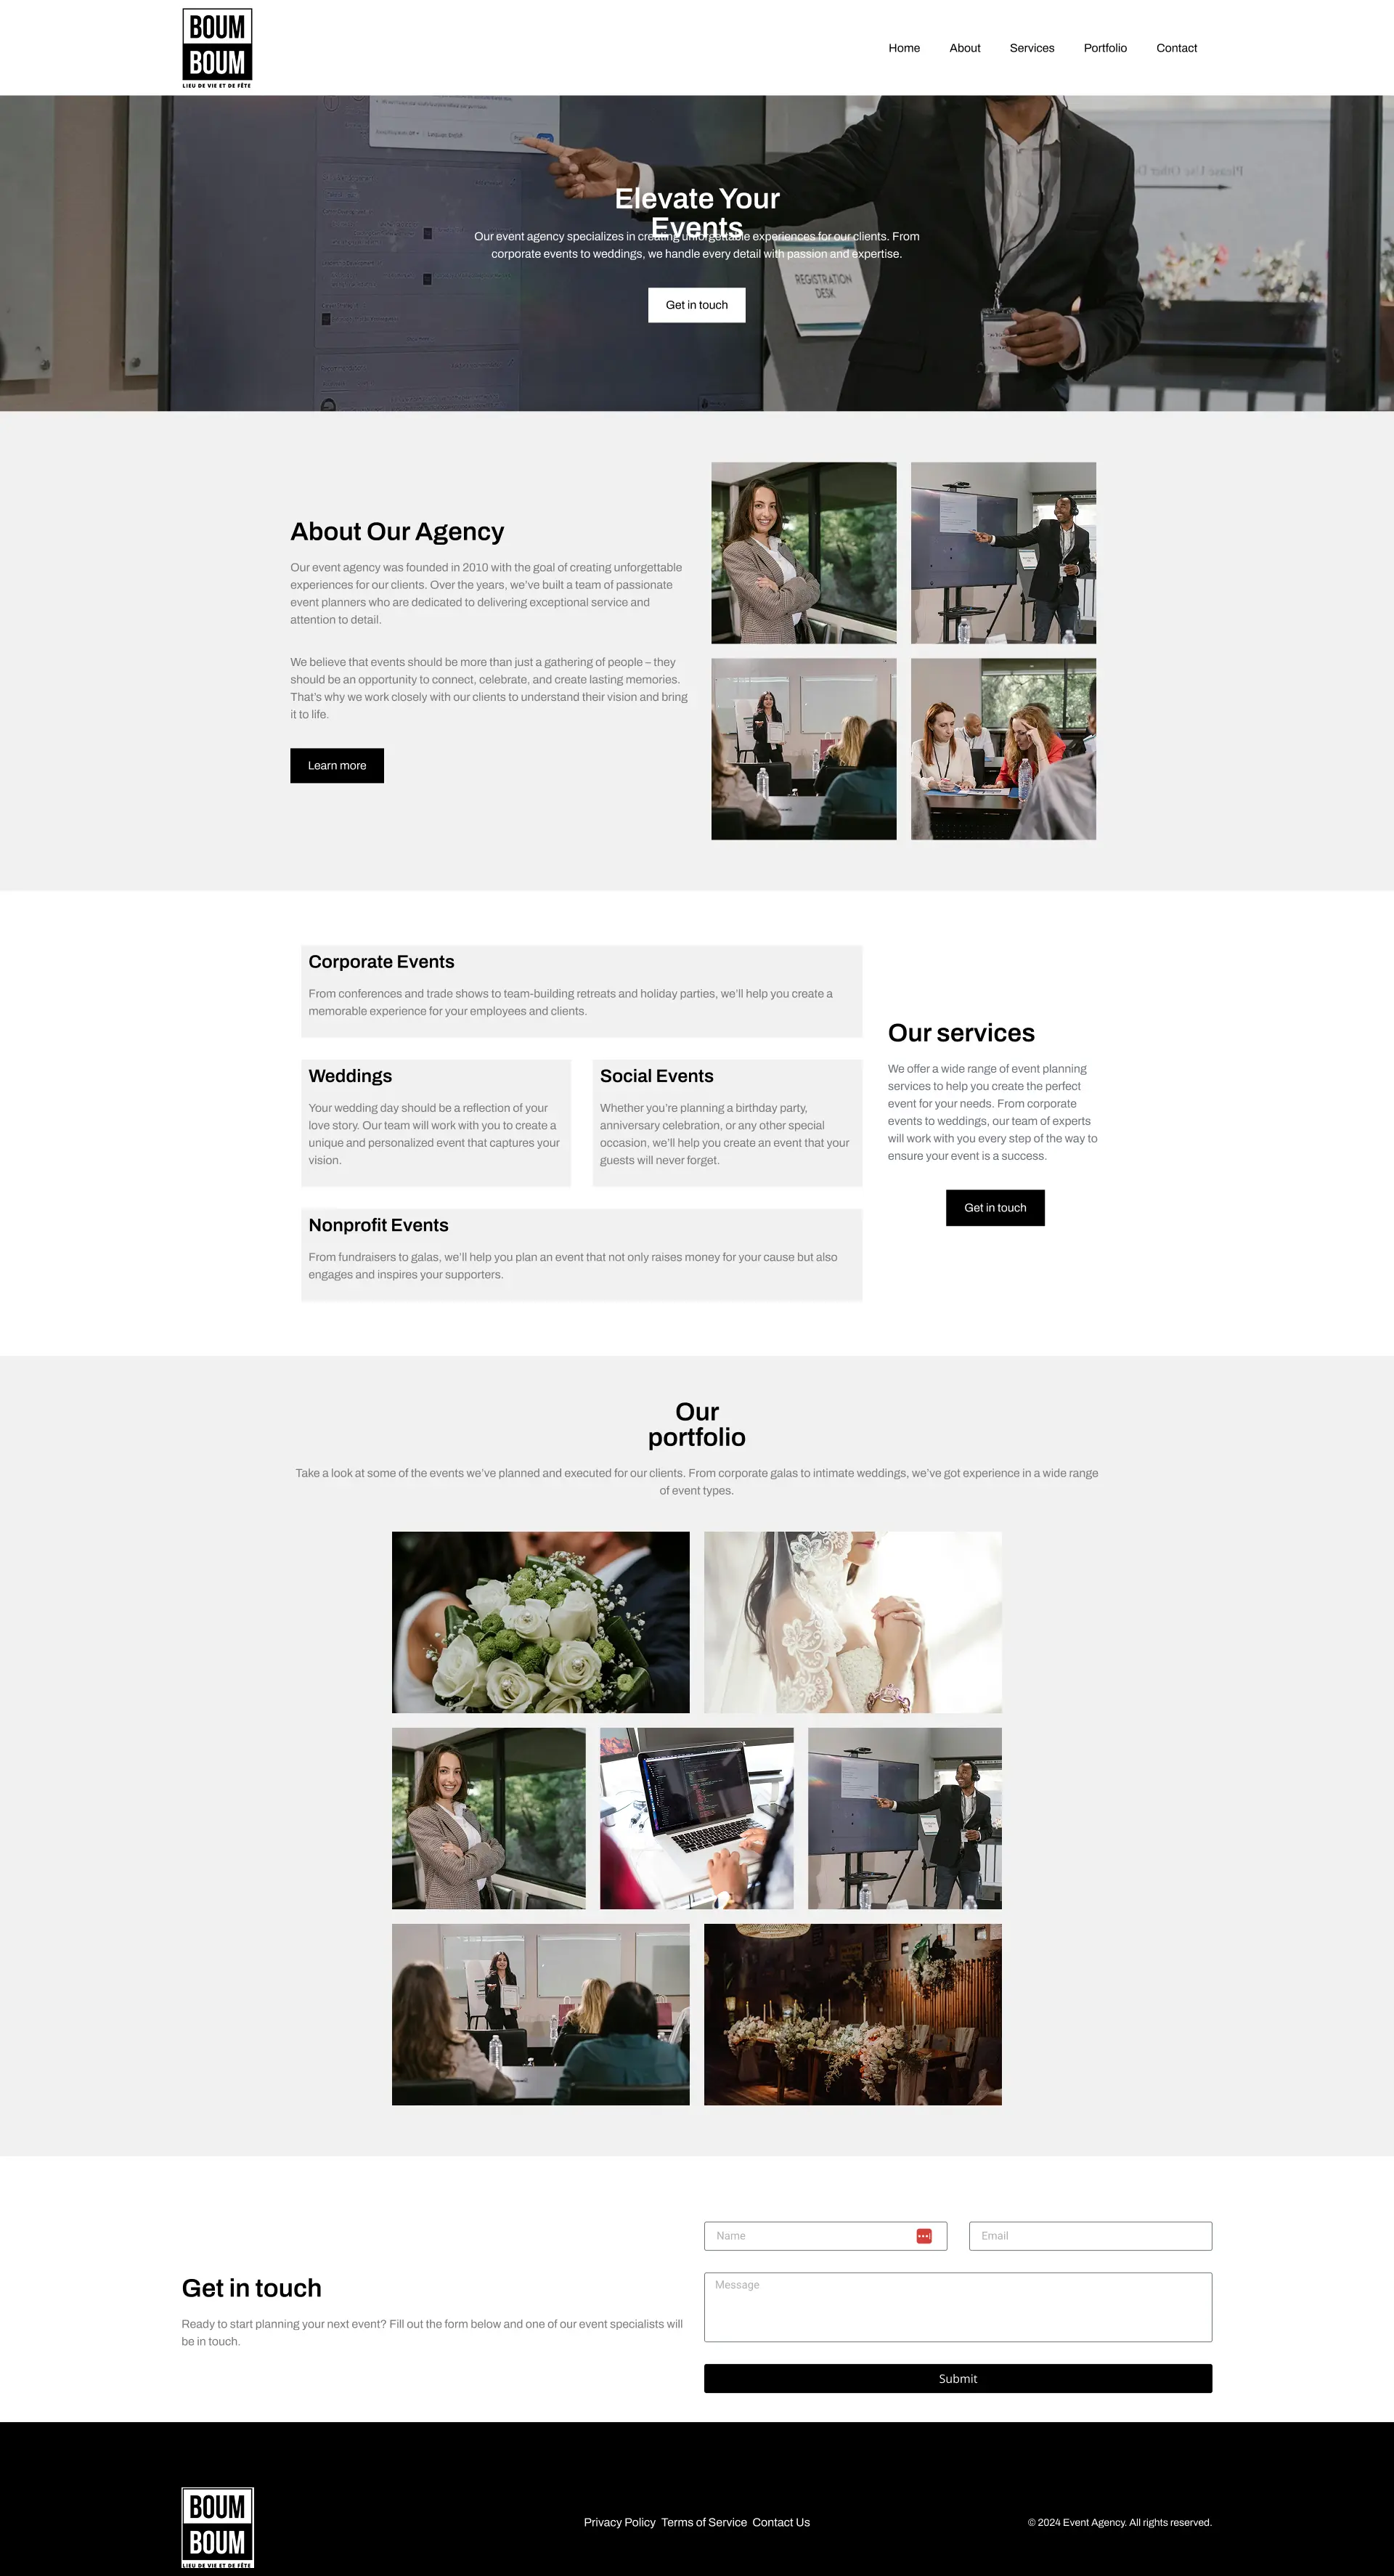 BOUM
BOUM
LIEU DE VIE ET DE FÊTE
Home
About
Services
Portfolio
Contact
Elevate Your
Events
Our event agency specializes in creating unforgettable experiences for our clients. From
corporate events to weddings, we handle every detail with passion and expertise.
REGISTRATION
DESK
Get in touch
About Our Agency
Our event agency was founded in 2010 with the goal of creating unforgettable
experiences for our clients. Over the years, we’ve built a team of passionate
event planners who are dedicated to delivering exceptional service and
attention to detail.
We believe that events should be more than just a gathering of people – they
should be an opportunity to connect, celebrate, and create lasting memories.
That’s why we work closely with our clients to understand their vision and bring
it to life.
Learn more
Corporate Events
From conferences and trade shows to team-building retreats and holiday parties, we’ll help you create a
memorable experience for your employees and clients.
Weddings
Your wedding day should be a reflection of your
love story. Our team will work with you to create a
unique and personalized event that captures your
vision.
Social Events
Whether you’re planning a birthday party,
anniversary celebration, or any other special
occasion, we’ll help you create an event that your
guests will never forget.
Nonprofit Events
From fundraisers to galas, we’ll help you plan an event that not only raises money for your cause but also
engages and inspires your supporters.
Our services
We offer a wide range of event planning
services to help you create the perfect
event for your needs. From corporate
events to weddings, our team of experts
will work with you every step of the way to
ensure your event is a success.
Get in touch
Our
portfolio
Take a look at some of the events we’ve planned and executed for our clients. From corporate galas to intimate weddings, we’ve got experience in a wide range
of event types.
Get in touch
Ready to start planning your next event? Fill out the form below and one of our event specialists will
be in touch.
Name
Email
Message
Submit
BOUM
BOUM
LIEU DE VIE ET DE FÊTE
Privacy Policy Terms of Service Contact Us
© 2024 Event Agency. All rights reserved.